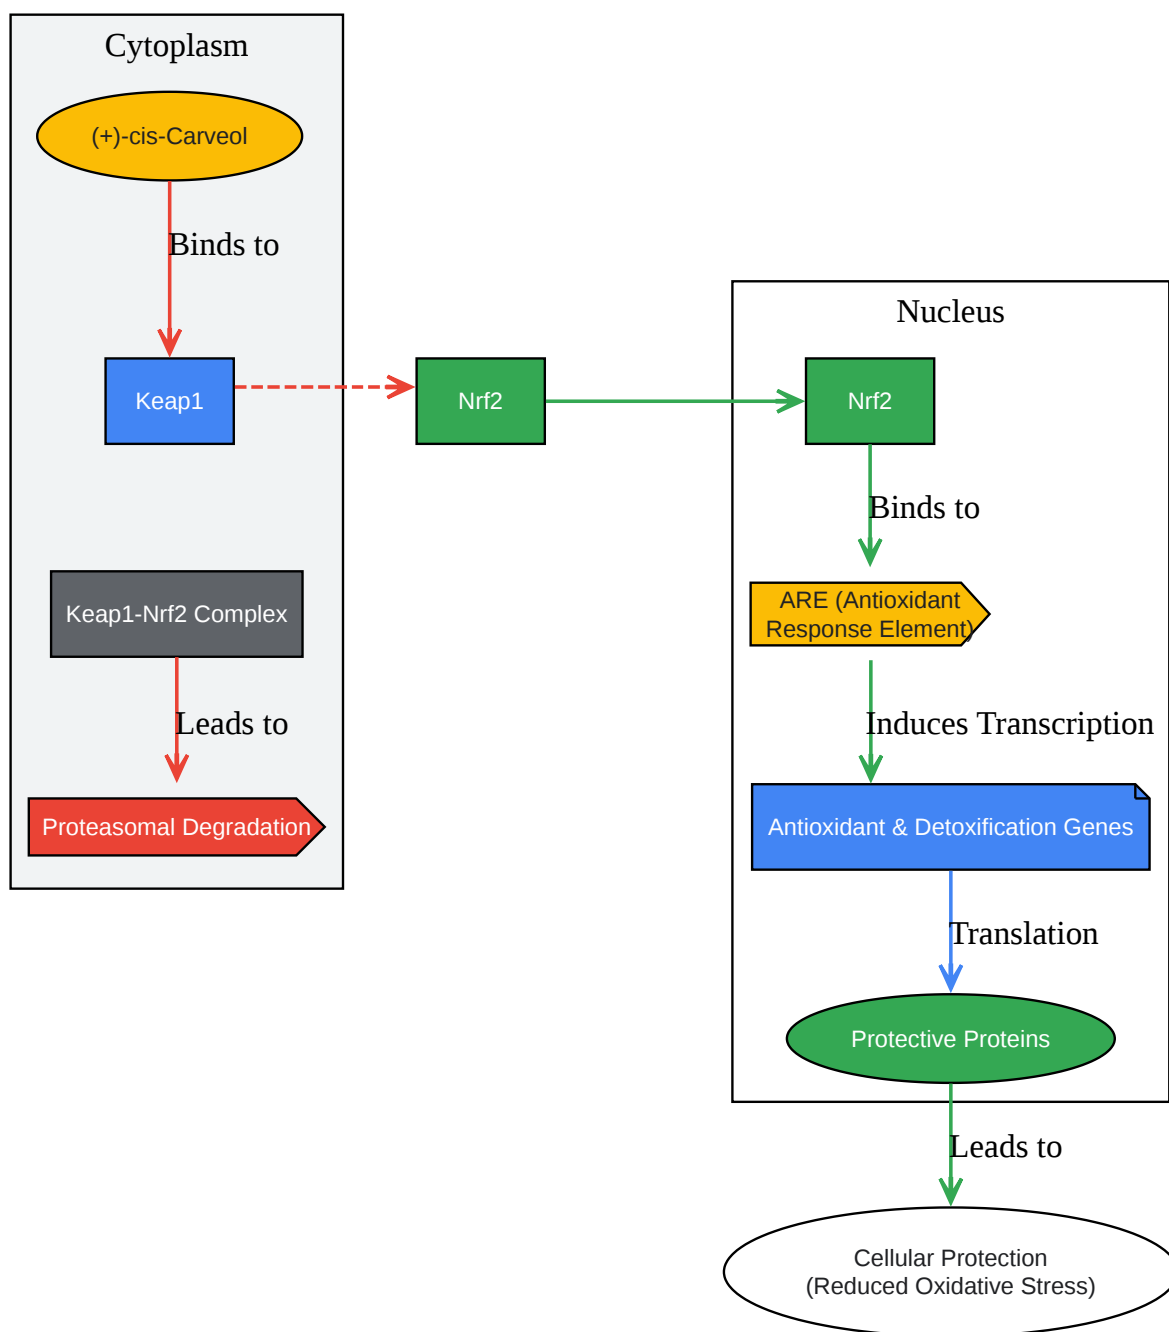 Cytoplasm
(+)-cis-Carveol
Binds to
Keap1
Nrf2
Keap1-Nrf2 Complex
Leads to
Proteasomal Degradation
Nucleus
Nrf2
Binds to
ARE (Antioxidant
Response Element)
Induces Transcription
Antioxidant & Detoxification Genes
Translation
Protective Proteins
Leads to
Cellular Protection
(Reduced Oxidative Stress)